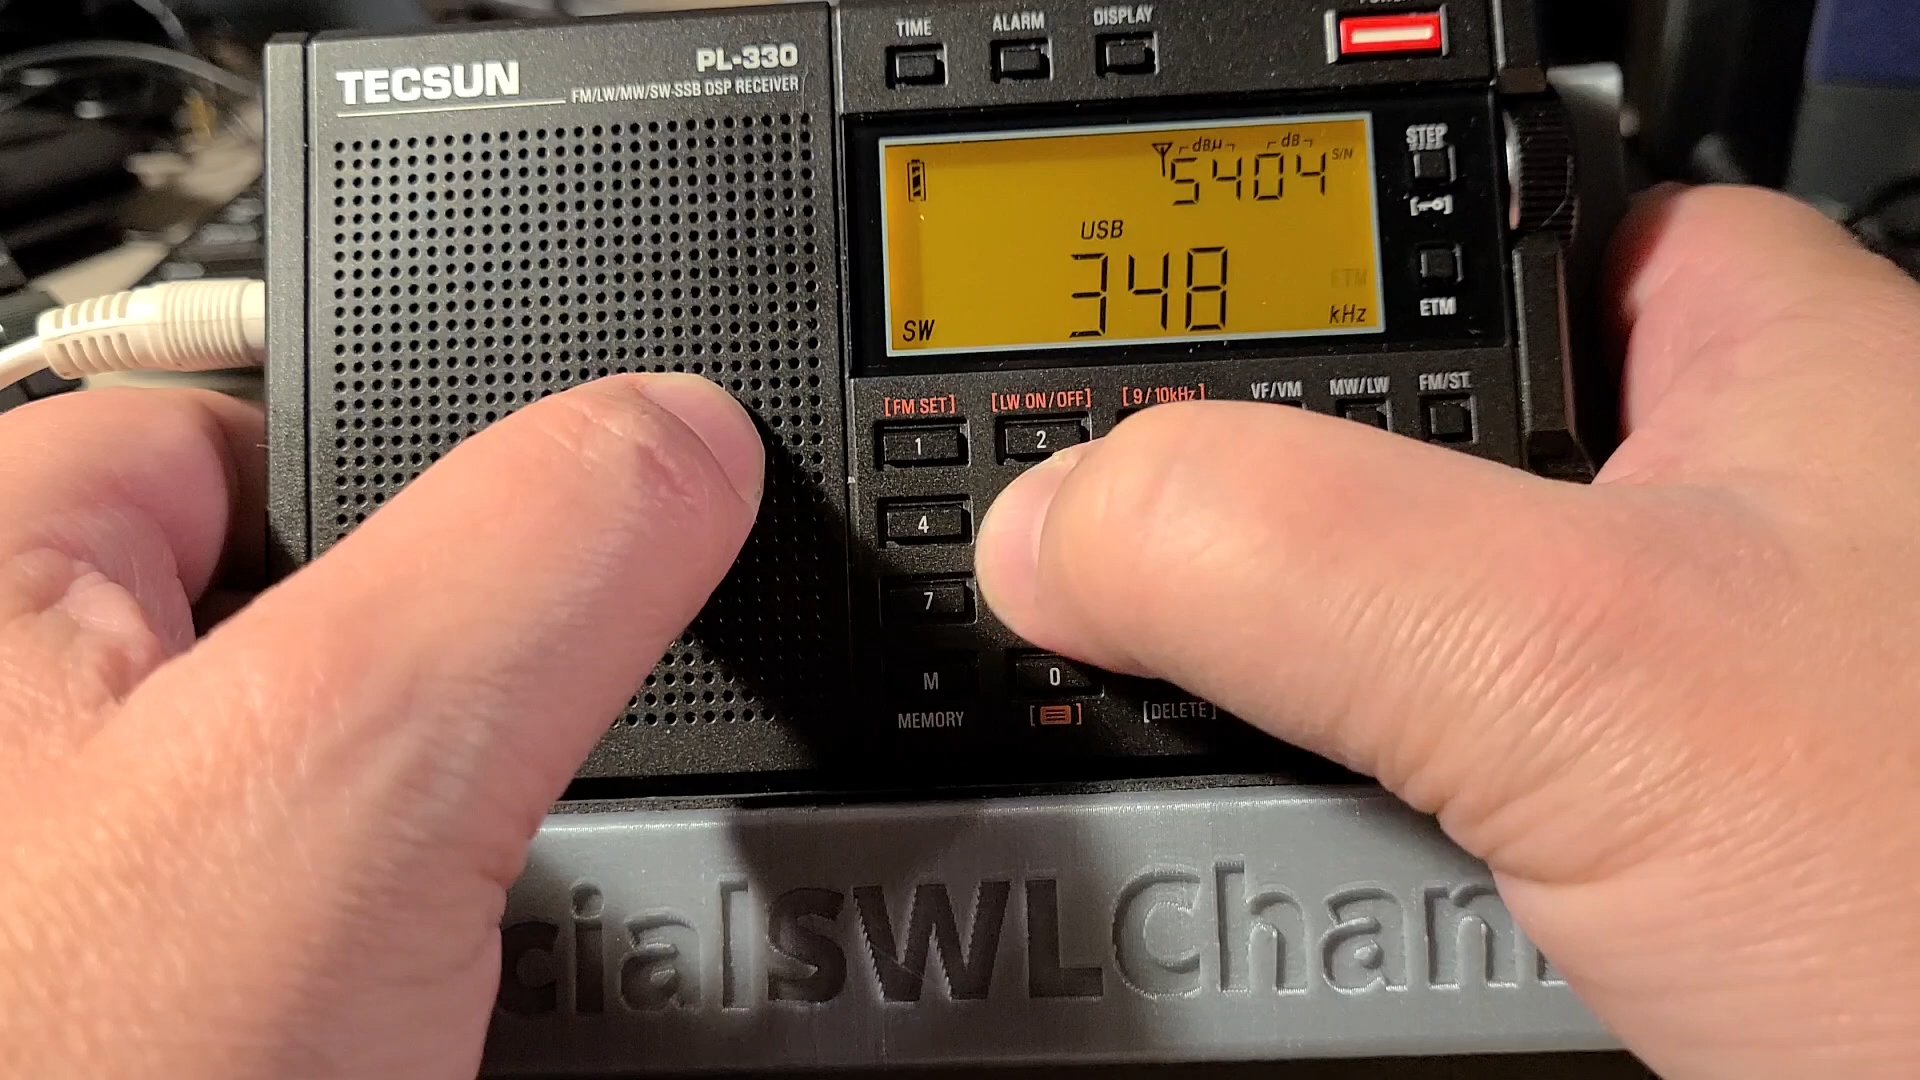 TECSUN
PL-330
FM/LW/MW/SW-SSB DSP RECEIVER
TIME ALARM DISPLAY
dBµ dB S/N
5404
USB
348
SW kHz
ETM
STEP
ETM
[FM SET] [LW ON/OFF] [9/10kHz] VF/VM MW/LW FM/ST.
1 2
4
7
M 0
MEMORY [DELETE]
cialSWLChan